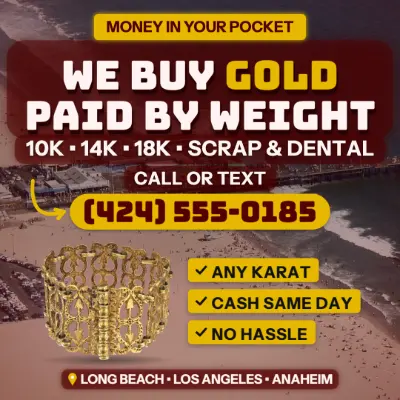 MONEY IN YOUR POCKET
WE BUY GOLD
PAID BY WEIGHT
10K ▪ 14K ▪ 18K ▪ SCRAP & DENTAL
CALL OR TEXT
(424) 555-0185
✓ ANY KARAT
✓ CASH SAME DAY
✓ NO HASSLE
LONG BEACH ▪ LOS ANGELES ▪ ANAHEIM